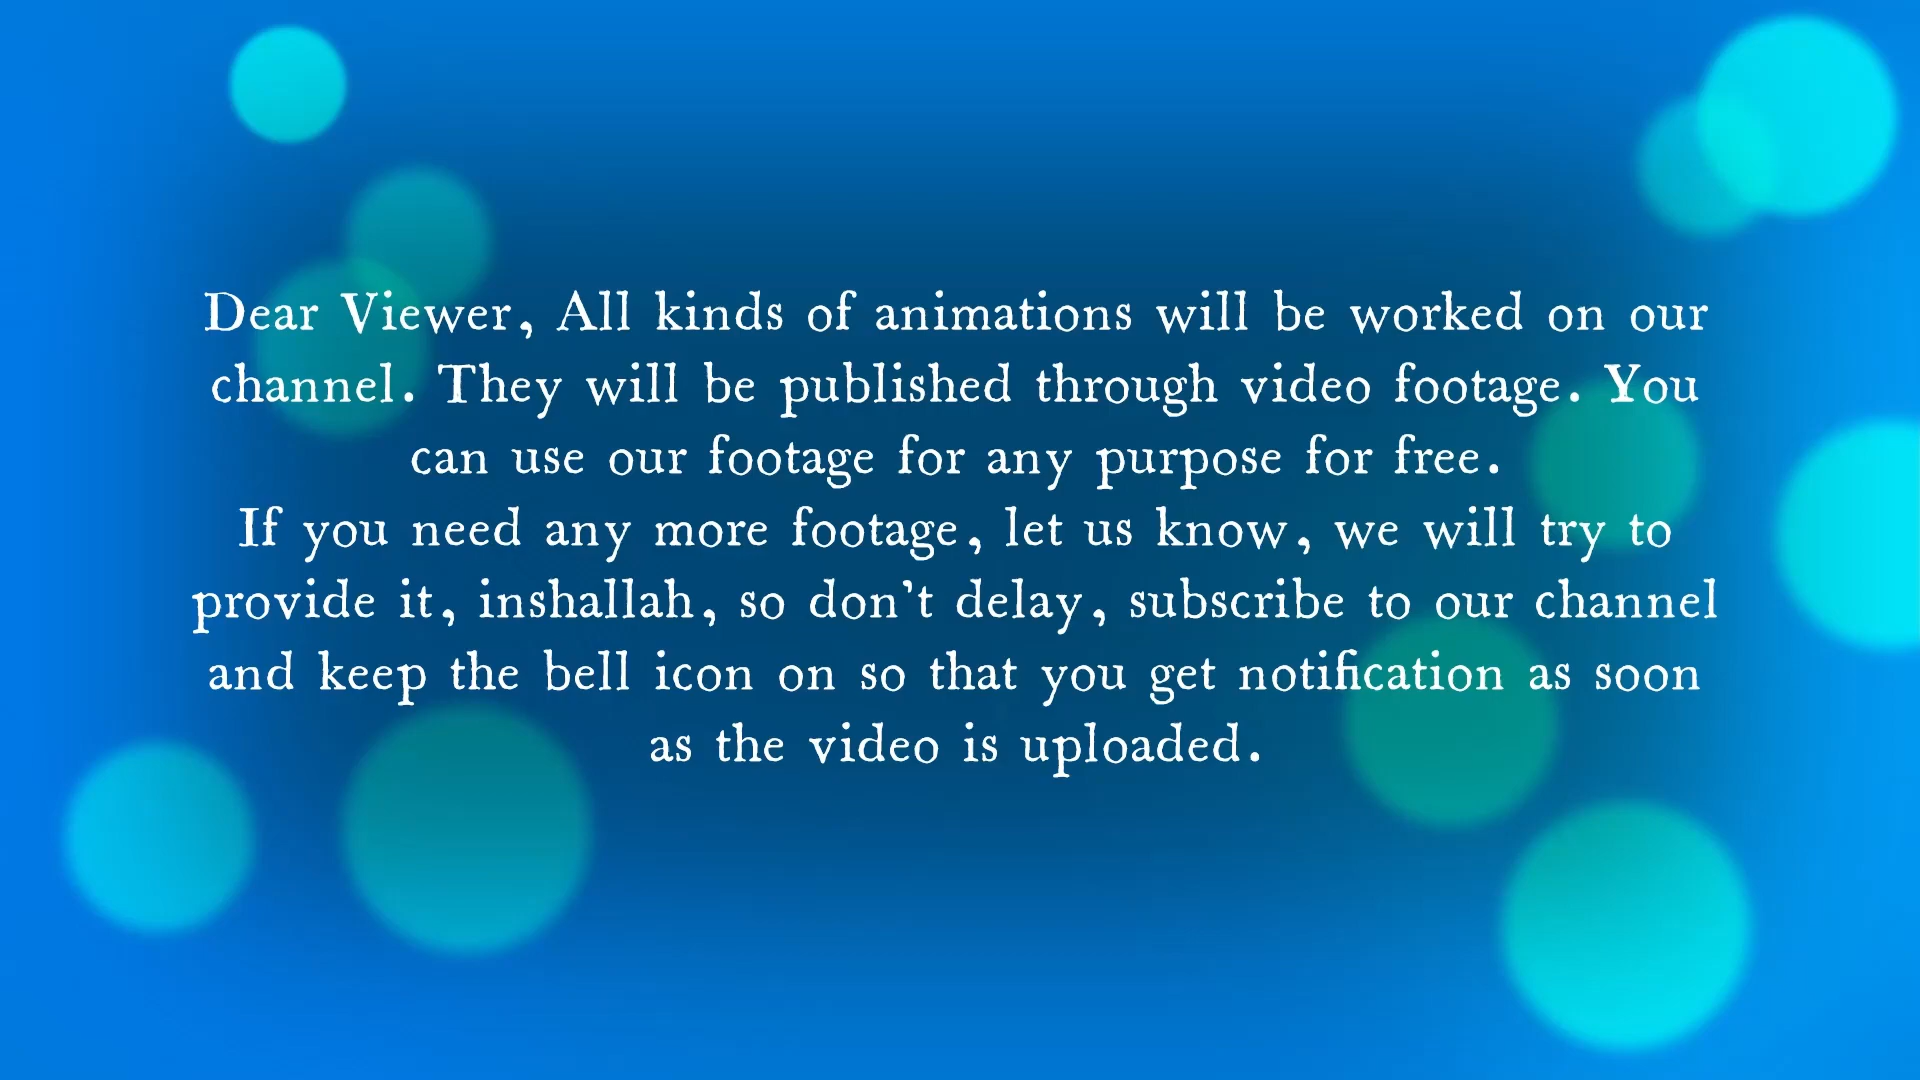 Dear Viewer, All kinds of animations will be worked on our
channel. They will be published through video footage. You
can use our footage for any purpose for free.
If you need any more footage, let us know, we will try to
provide it, inshallah, so don't delay, subscribe to our channel
and keep the bell icon on so that you get notification as soon
as the video is uploaded.